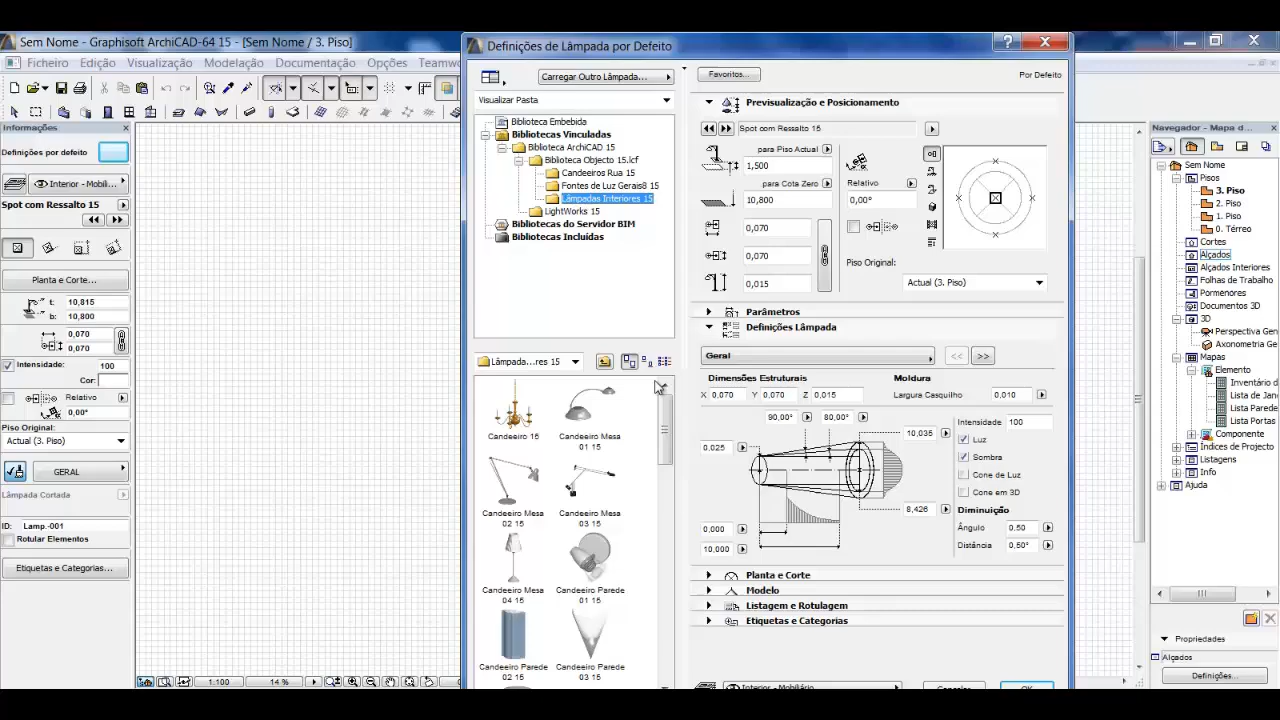 Sem Nome - Graphisoft ArchiCAD-64 15 - [Sem Nome / 3. Piso]
Ficheiro Edição Visualização Modelação Documentação Opções Teamw
Informações
Definições por defeito
Interior - Mobili...
Spot com Ressalto 15
Planta e Corte...
t: 10,815
b: 10,800
0,070
0,070
Intensidade: 100
Cor:
Relativo
0,00°
Piso Original:
Actual (3. Piso)
GERAL
Lâmpada Cortada
ID: Lamp.-001
Rotular Elementos
Etiquetas e Categorias...
1:100 14 %
Definições de Lâmpada por Defeito
Carregar Outro Lâmpada...
Visualizar Pasta
Biblioteca Embebida
Bibliotecas Vinculadas
Biblioteca ArchiCAD 15
Biblioteca Objecto 15.lcf
Candeeiros Rua 15
Fontes de Luz Gerais8 15
Lâmpadas Interiores 15
LightWorks 15
Bibliotecas do Servidor BIM
Bibliotecas Incluídas
Lâmpada...res 15
Candeeiro 15
Candeeiro Mesa 01 15
Candeeiro Mesa 02 15
Candeeiro Mesa 03 15
Candeeiro Mesa 04 15
Candeeiro Parede 01 15
Candeeiro Parede 02 15
Candeeiro Parede 03 15
Favoritos...
Por Defeito
Previsualização e Posicionamento
Spot com Ressalto 15
para Piso Actual
1,500
para Cota Zero
10,800
Relativo
0,00°
0,070
0,070
0,015
Piso Original:
Actual (3. Piso)
Parâmetros
Definições Lâmpada
Geral
<< >>
Dimensões Estruturais
X 0,070 Y 0,070 Z 0,015
Moldura
Largura Casquilho 0,010
90,00° 80,00°
0,025
10,035
8,426
0,000
10,000
Intensidade 100
Luz
Sombra
Cone de Luz
Cone em 3D
Diminuição
Ângulo 0,50
Distância 0,50°
Planta e Corte
Modelo
Listagem e Rotulagem
Etiquetas e Categorias
Interior - Mobiliário
Cancelar OK
Navegador - Mapa d...
Sem Nome
Pisos
3. Piso
2. Piso
1. Piso
0. Térreo
Cortes
Alçados
Alçados Interiores
Folhas de Trabalho
Pormenores
Documentos 3D
3D
Perspectiva Gener
Axonometria Gene
Mapas
Elemento
Inventário d
Lista de Jan
Lista Parede
Lista de Por
Componente
Índices de Projecto
Listagens
Info
Ajuda
Propriedades
Alçados
Definições...